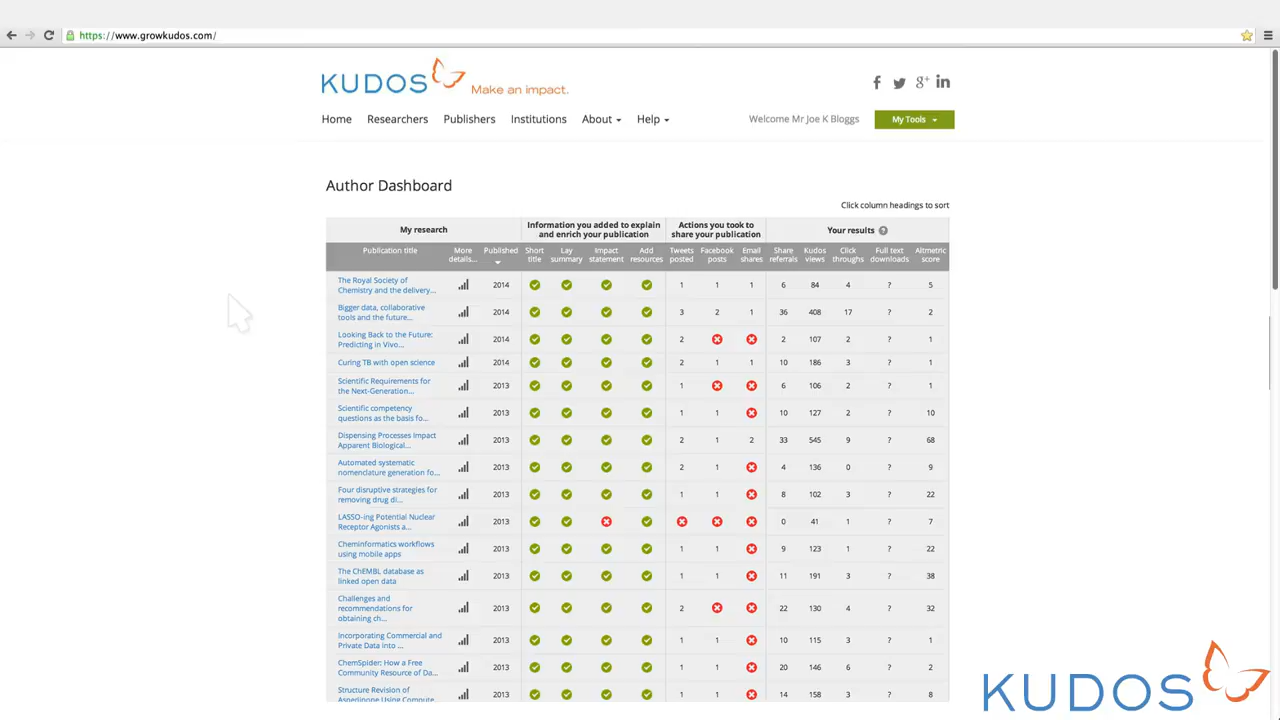 https://www.growkudos.com/
KUDOS Make an impact.
Home Researchers Publishers Institutions About Help Welcome Mr Joe K Bloggs My Tools
Author Dashboard
Click column headings to sort
My research
Information you added to explain
and enrich your publication
Actions you took to
share your publication
Your results ?
Publication title
More
details...
Published
Short
title
Lay
summary
Impact
statement
Add
resources
Tweets
posted
Facebook
posts
Email
shares
Share
referrals
Kudos
views
Click
throughs
Full text
downloads
Altmetric
score
The Royal Society of
Chemistry and the delivery...
2014 1 1 1 6 84 4 ? 5
Bigger data, collaborative
tools and the future...
2014 3 2 1 36 408 17 ? 2
Looking Back to the Future:
Predicting in Vivo...
2014 2 2 107 2 ? 1
Curing TB with open science 2014 2 1 1 10 186 3 ? 1
Scientific Requirements for
the Next-Generation...
2013 1 6 106 2 ? 1
Scientific competency
questions as the basis fo...
2013 1 1 10 127 2 ? 10
Dispensing Processes Impact
Apparent Biological...
2013 2 1 2 33 545 9 ? 68
Automated systematic
nomenclature generation fo...
2013 2 1 4 136 0 ? 9
Four disruptive strategies for
removing drug di...
2013 1 1 8 102 3 ? 22
LASSO-ing Potential Nuclear
Receptor Agonists a...
2013 0 41 1 ? 7
Cheminformatics workflows
using mobile apps
2013 1 1 9 123 1 ? 22
The ChEMBL database as
linked open data
2013 1 1 11 191 3 ? 38
Challenges and
recommendations for
obtaining ch...
2013 2 22 130 4 ? 32
Incorporating Commercial and
Private Data Into ...
2013 1 1 10 115 3 ? 1
ChemSpider: How a Free
Community Resource of Da...
2013 1 1 20 146 6 ? 2
Structure Revision of
Asperjinone Using Compute
2013 1 1 14 3 ? 8
KUDOS